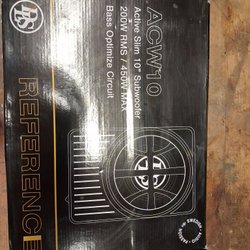 ACW10
Active Slim 10" Subwoofer
200W RMS / 450W MAX
Bass Optimize Circuit
REFERENCE